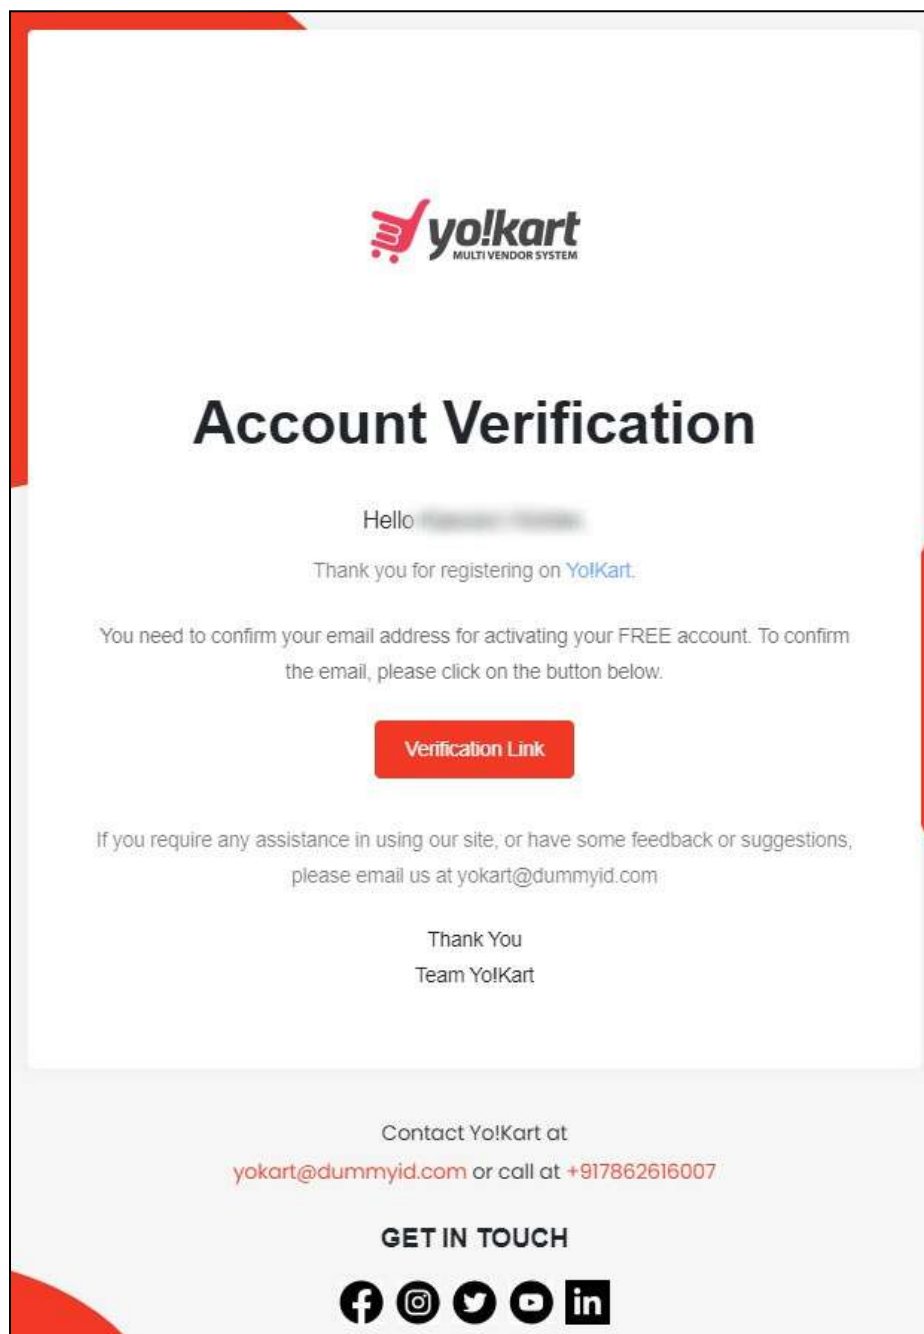 yo!kart
MULTI VENDOR SYSTEM
Account Verification
Hello
Thank you for registering on Yo!Kart.
You need to confirm your email address for activating your FREE account. To confirm
the email, please click on the button below.
Verification Link
If you require any assistance in using our site, or have some feedback or suggestions,
please email us at yokart@dummyid.com
Thank You
Team Yo!Kart
Contact Yo!Kart at
yokart@dummyid.com or call at +917862616007
GET IN TOUCH
in